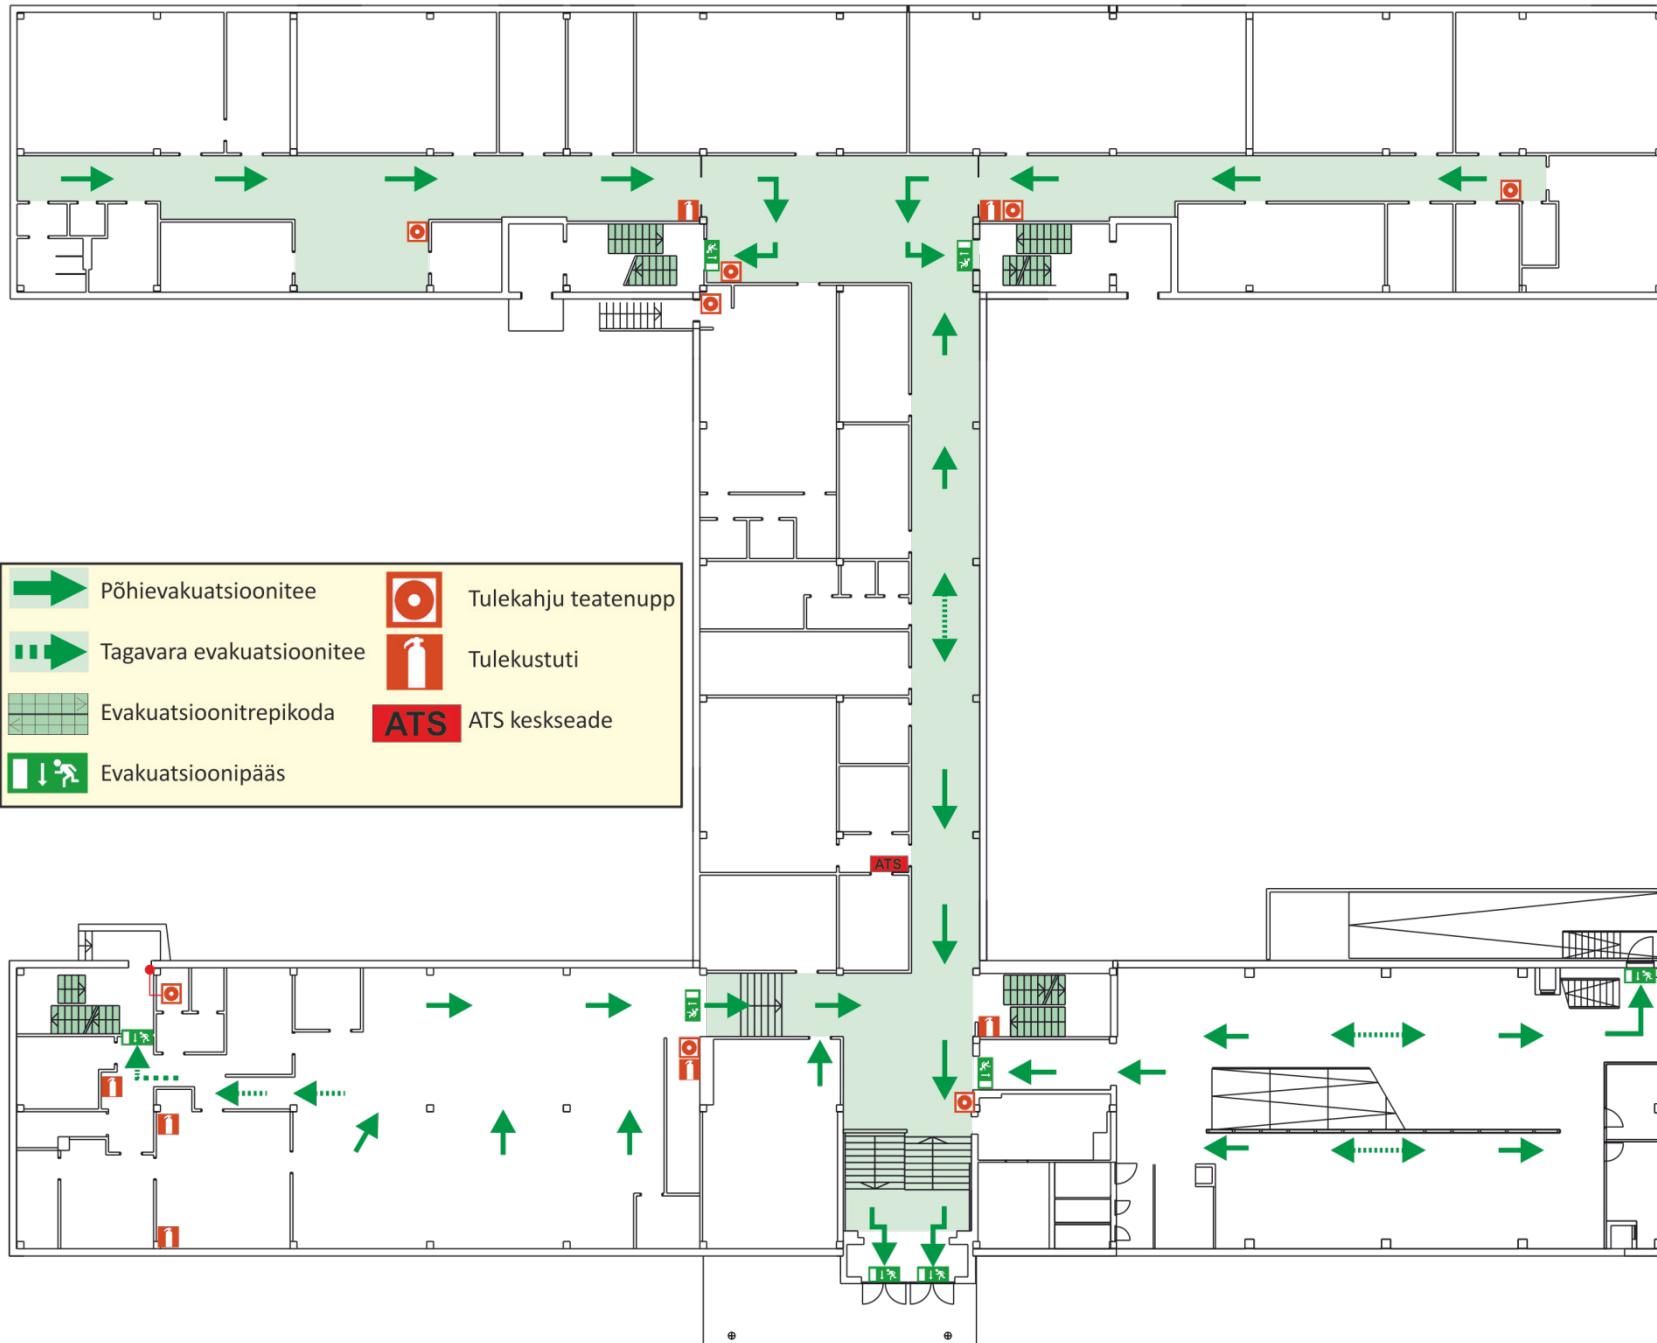 Põhievakuatsioonitee
Tulekahju teatenupp
Tagavara evakuatsioonitee
Tulekustuti
Evakuatsioonitrepikoda
ATS
ATS keskseade
Evakuatsioonipääs
ATS